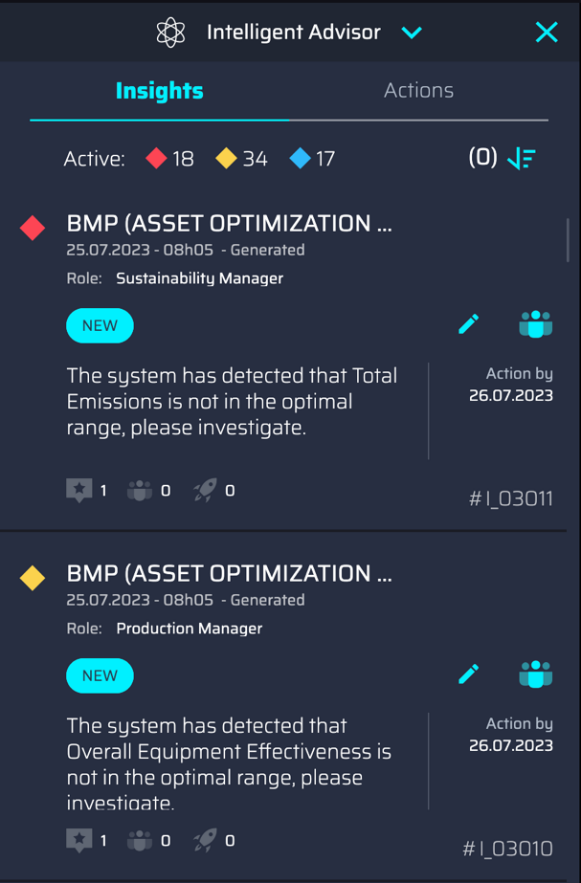 Intelligent Advisor
Insights Actions
Active: 18 34 17 (0)
BMP (ASSET OPTIMIZATION ...
25.07.2023 - 08h05 - Generated
Role: Sustainability Manager
NEW
The system has detected that Total
Emissions is not in the optimal
range, please investigate.
Action by
26.07.2023
1 0 0
#I_03011
BMP (ASSET OPTIMIZATION ...
25.07.2023 - 08h05 - Generated
Role: Production Manager
NEW
The system has detected that
Overall Equipment Effectiveness is
not in the optimal range, please
investigate.
Action by
26.07.2023
1 0 0
#I_03010